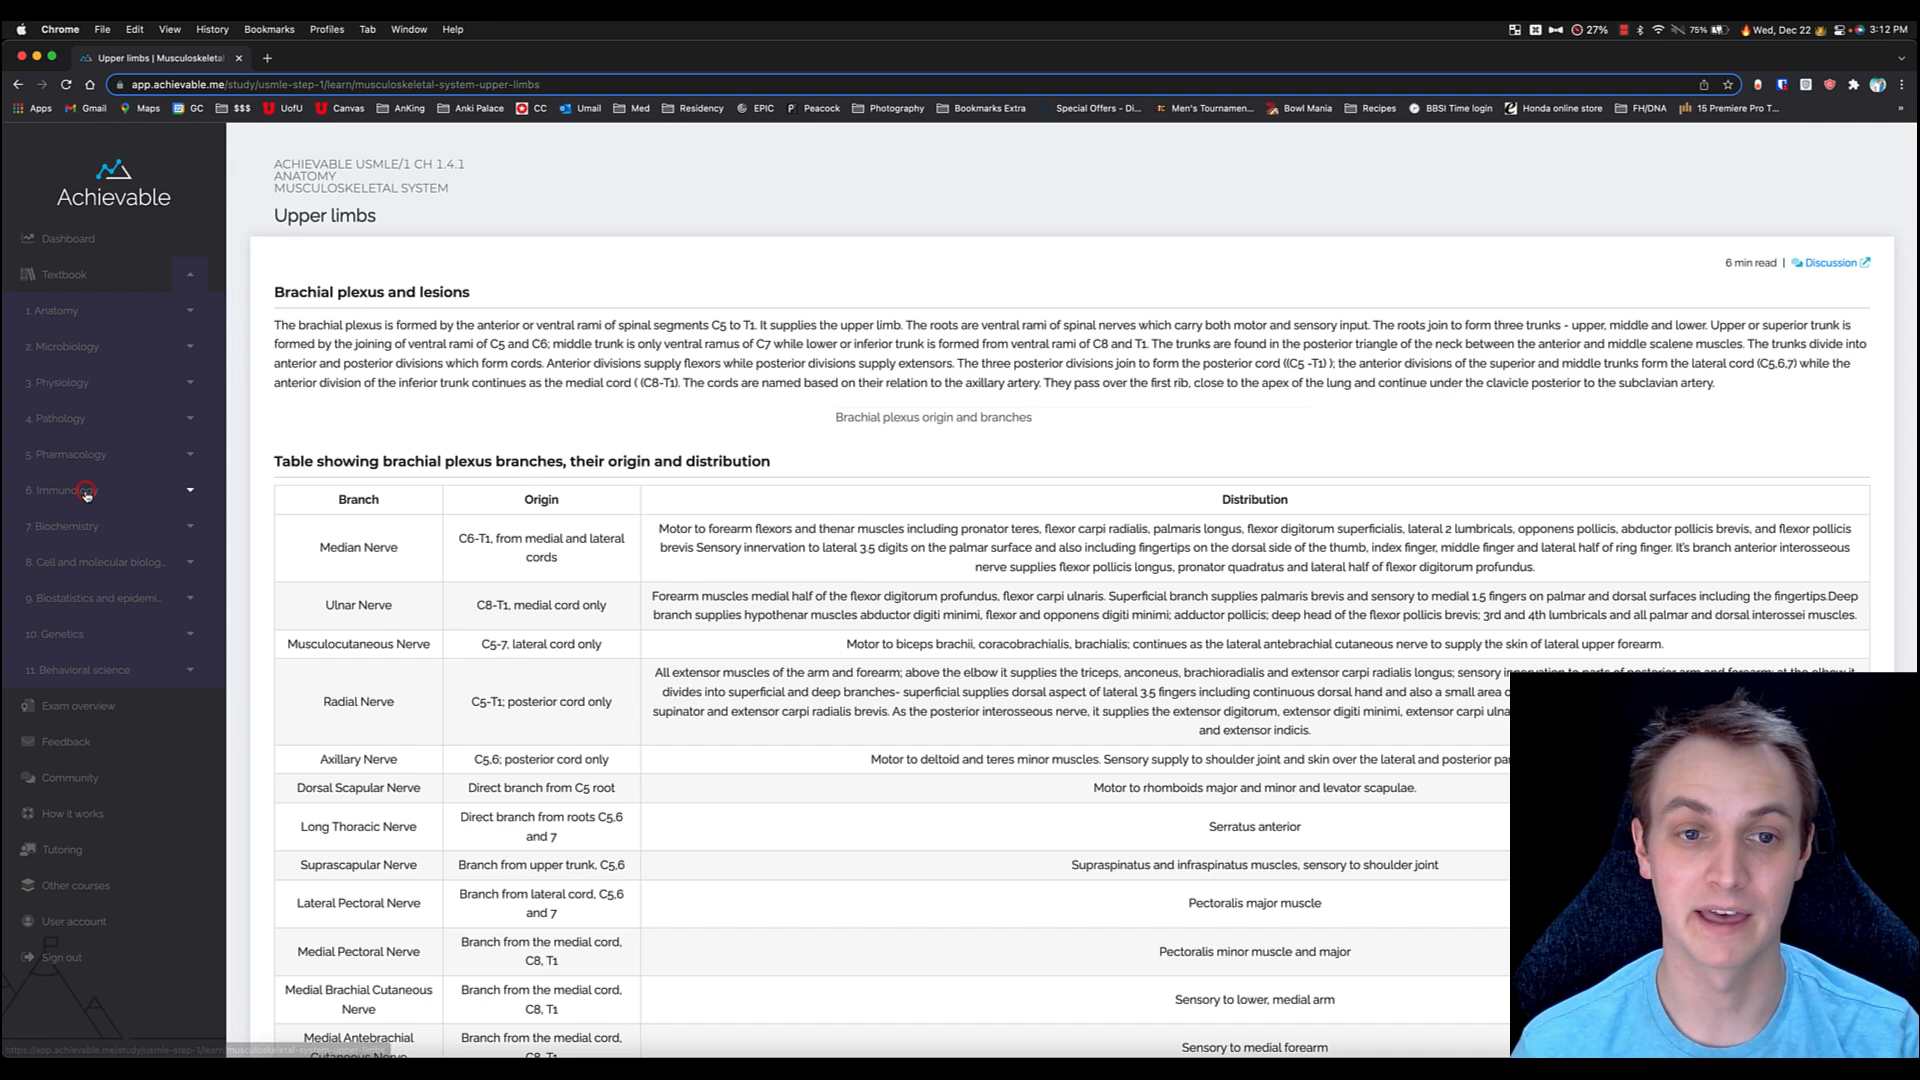 Chrome File Edit View History Bookmarks Profiles Tab Window Help
27% 75% Wed, Dec 22 3:12 PM
Upper limbs | Musculoskeletal
app.achievable.me/study/usmle-step-1/learn/musculoskeletal-system-upper-limbs
Apps Gmail Maps GC $$$ UofU Canvas AnKing Anki Palace CC Umail Med Residency EPIC Peacock Photography Bookmarks Extra Special Offers - Di... Men's Tournamen... Bowl Mania Recipes BBSI Time login Honda online store FH/DNA 15 Premiere Pro T...
Achievable
Dashboard
Textbook
1. Anatomy
2. Microbiology
3. Physiology
4. Pathology
5. Pharmacology
6. Immunology
7. Biochemistry
8. Cell and molecular biolog...
9. Biostatistics and epidemi...
10. Genetics
11. Behavioral science
Exam overview
Feedback
Community
How it works
Tutoring
Other courses
User account
Sign out
https://app.achievable.me/study/usmle-step-1/learn/musculoskeletal-system-upper-limbs
ACHIEVABLE USMLE/1 CH 1.4.1
ANATOMY
MUSCULOSKELETAL SYSTEM
Upper limbs
6 min read | Discussion
Brachial plexus and lesions
The brachial plexus is formed by the anterior or ventral rami of spinal segments C5 to T1. It supplies the upper limb. The roots are ventral rami of spinal nerves which carry both motor and sensory input. The roots join to form three trunks - upper, middle and lower. Upper or superior trunk is
formed by the joining of ventral rami of C5 and C6; middle trunk is only ventral ramus of C7 while lower or inferior trunk is formed from ventral rami of C8 and T1. The trunks are found in the posterior triangle of the neck between the anterior and middle scalene muscles. The trunks divide into
anterior and posterior divisions which form cords. Anterior divisions supply flexors while posterior divisions supply extensors. The three posterior divisions join to form the posterior cord ((C5 -T1) ); the anterior divisions of the superior and middle trunks form the lateral cord (C5,6,7) while the
anterior division of the inferior trunk continues as the medial cord ( (C8-T1). The cords are named based on their relation to the axillary artery. They pass over the first rib, close to the apex of the lung and continue under the clavicle posterior to the subclavian artery.
Brachial plexus origin and branches
Table showing brachial plexus branches, their origin and distribution
Branch Origin Distribution
Median Nerve
C6-T1, from medial and lateral
cords
Motor to forearm flexors and thenar muscles including pronator teres, flexor carpi radialis, palmaris longus, flexor digitorum superficialis, lateral 2 lumbricals, opponens pollicis, abductor pollicis brevis, and flexor pollicis
brevis Sensory innervation to lateral 3.5 digits on the palmar surface and also including fingertips on the dorsal side of the thumb, index finger, middle finger and lateral half of ring finger. It's branch anterior interosseous
nerve supplies flexor pollicis longus, pronator quadratus and lateral half of flexor digitorum profundus.
Ulnar Nerve
C8-T1, medial cord only
Forearm muscles medial half of the flexor digitorum profundus, flexor carpi ulnaris. Superficial branch supplies palmaris brevis and sensory to medial 1.5 fingers on palmar and dorsal surfaces including the fingertips.Deep
branch supplies hypothenar muscles abductor digiti minimi, flexor and opponens digiti minimi; adductor pollicis; deep head of the flexor pollicis brevis; 3rd and 4th lumbricals and all palmar and dorsal interossei muscles.
Musculocutaneous Nerve
C5-7, lateral cord only
Motor to biceps brachii, coracobrachialis, brachialis; continues as the lateral antebrachial cutaneous nerve to supply the skin of lateral upper forearm.
Radial Nerve
C5-T1; posterior cord only
All extensor muscles of the arm and forearm; above the elbow it supplies the triceps, anconeus, brachioradialis and extensor carpi radialis longus; sensory innervation to parts of posterior arm and forearm; at the elbow it
divides into superficial and deep branches- superficial supplies dorsal aspect of lateral 3.5 fingers including continuous dorsal hand and also a small area o
supinator and extensor carpi radialis brevis. As the posterior interosseous nerve, it supplies the extensor digitorum, extensor digiti minimi, extensor carpi ulna
and extensor indicis.
Axillary Nerve
C5,6; posterior cord only
Motor to deltoid and teres minor muscles. Sensory supply to shoulder joint and skin over the lateral and posterior par
Dorsal Scapular Nerve
Direct branch from C5 root
Motor to rhomboids major and minor and levator scapulae.
Long Thoracic Nerve
Direct branch from roots C5,6
and 7
Serratus anterior
Suprascapular Nerve
Branch from upper trunk, C5,6
Supraspinatus and infraspinatus muscles, sensory to shoulder joint
Lateral Pectoral Nerve
Branch from lateral cord, C5,6
and 7
Pectoralis major muscle
Medial Pectoral Nerve
Branch from the medial cord,
C8, T1
Pectoralis minor muscle and major
Medial Brachial Cutaneous
Nerve
Branch from the medial cord,
C8, T1
Sensory to lower, medial arm
Medial Antebrachial
Cutaneous Nerve
Branch from the medial cord,
C8, T1
Sensory to medial forearm